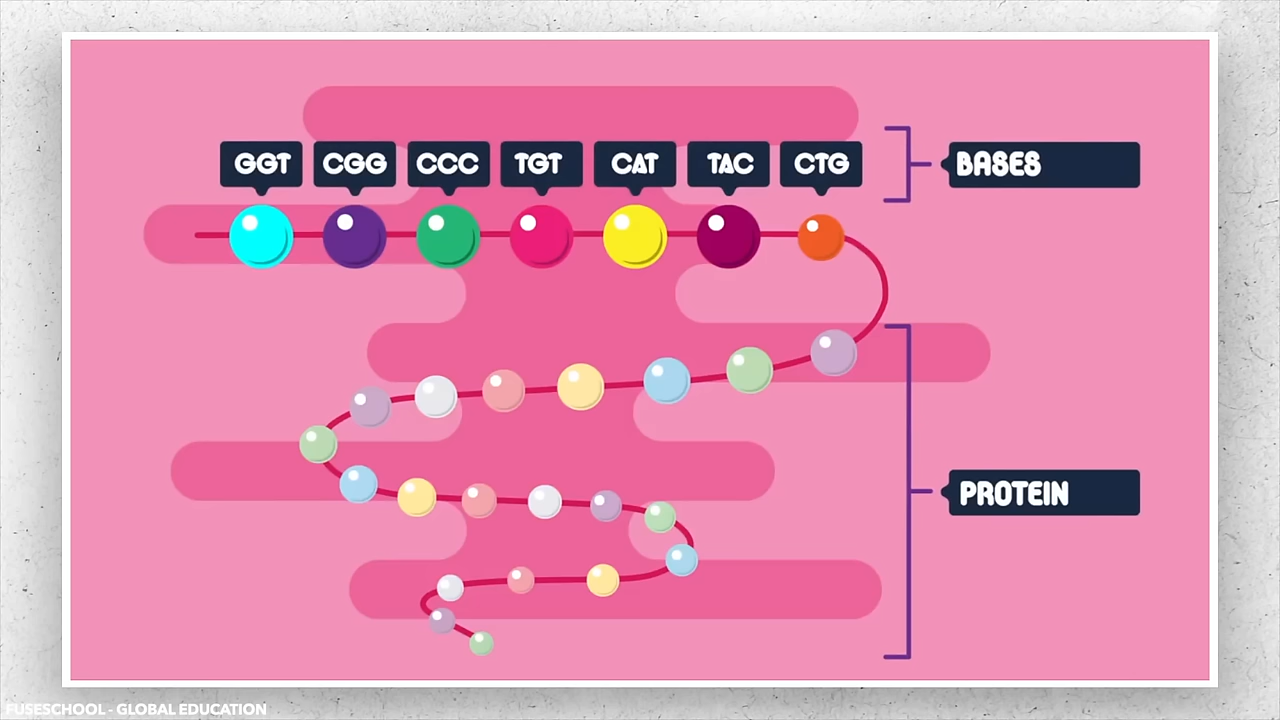 GGT CGG CCC TGT CAT TAC CTG
BASES
PROTEIN
FUSESCHOOL - GLOBAL EDUCATION